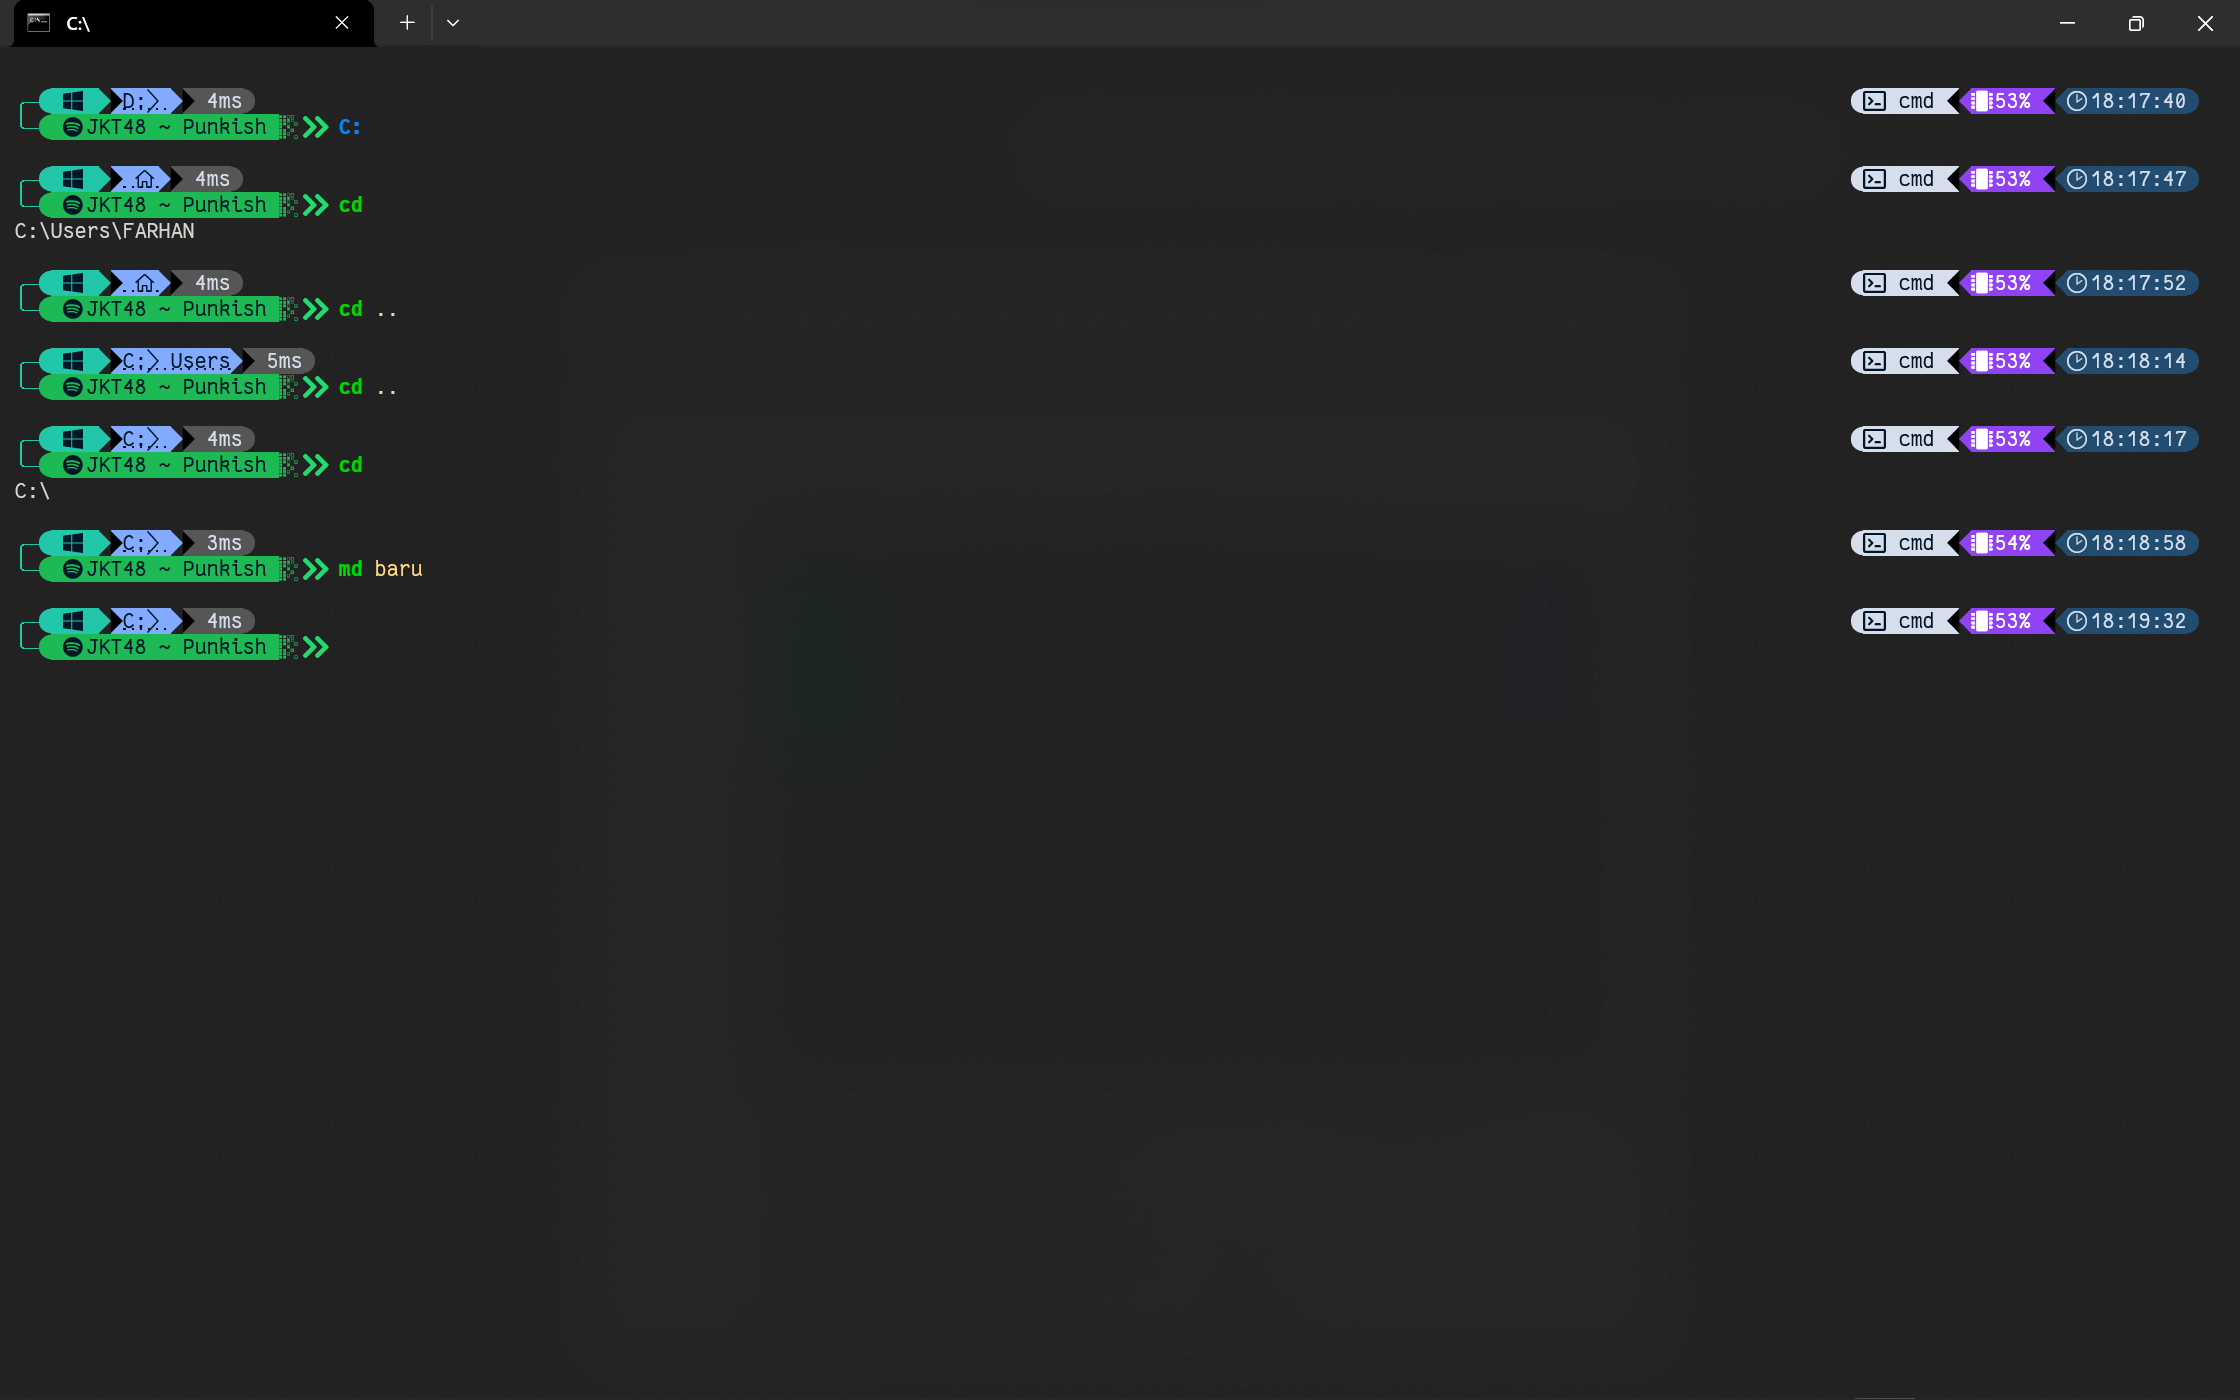 C:\
D: 4ms cmd 53% 18:17:40
JKT48 ~ Punkish C:
4ms cmd 53% 18:17:47
JKT48 ~ Punkish cd
C:\Users\FARHAN
4ms cmd 53% 18:17:52
JKT48 ~ Punkish cd ..
C: Users 5ms cmd 53% 18:18:14
JKT48 ~ Punkish cd ..
C: 4ms cmd 53% 18:18:17
JKT48 ~ Punkish cd
C:\
C: 3ms cmd 54% 18:18:58
JKT48 ~ Punkish md baru
C: 4ms cmd 53% 18:19:32
JKT48 ~ Punkish